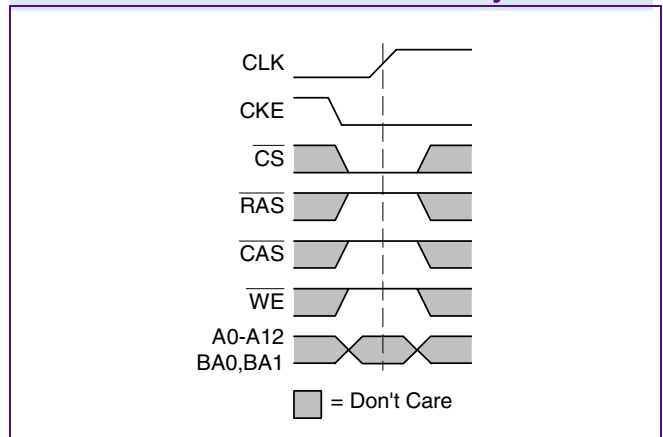 CLK
CKE
CS
RAS
CAS
WE
A0-A12
BA0,BA1
= Don't Care